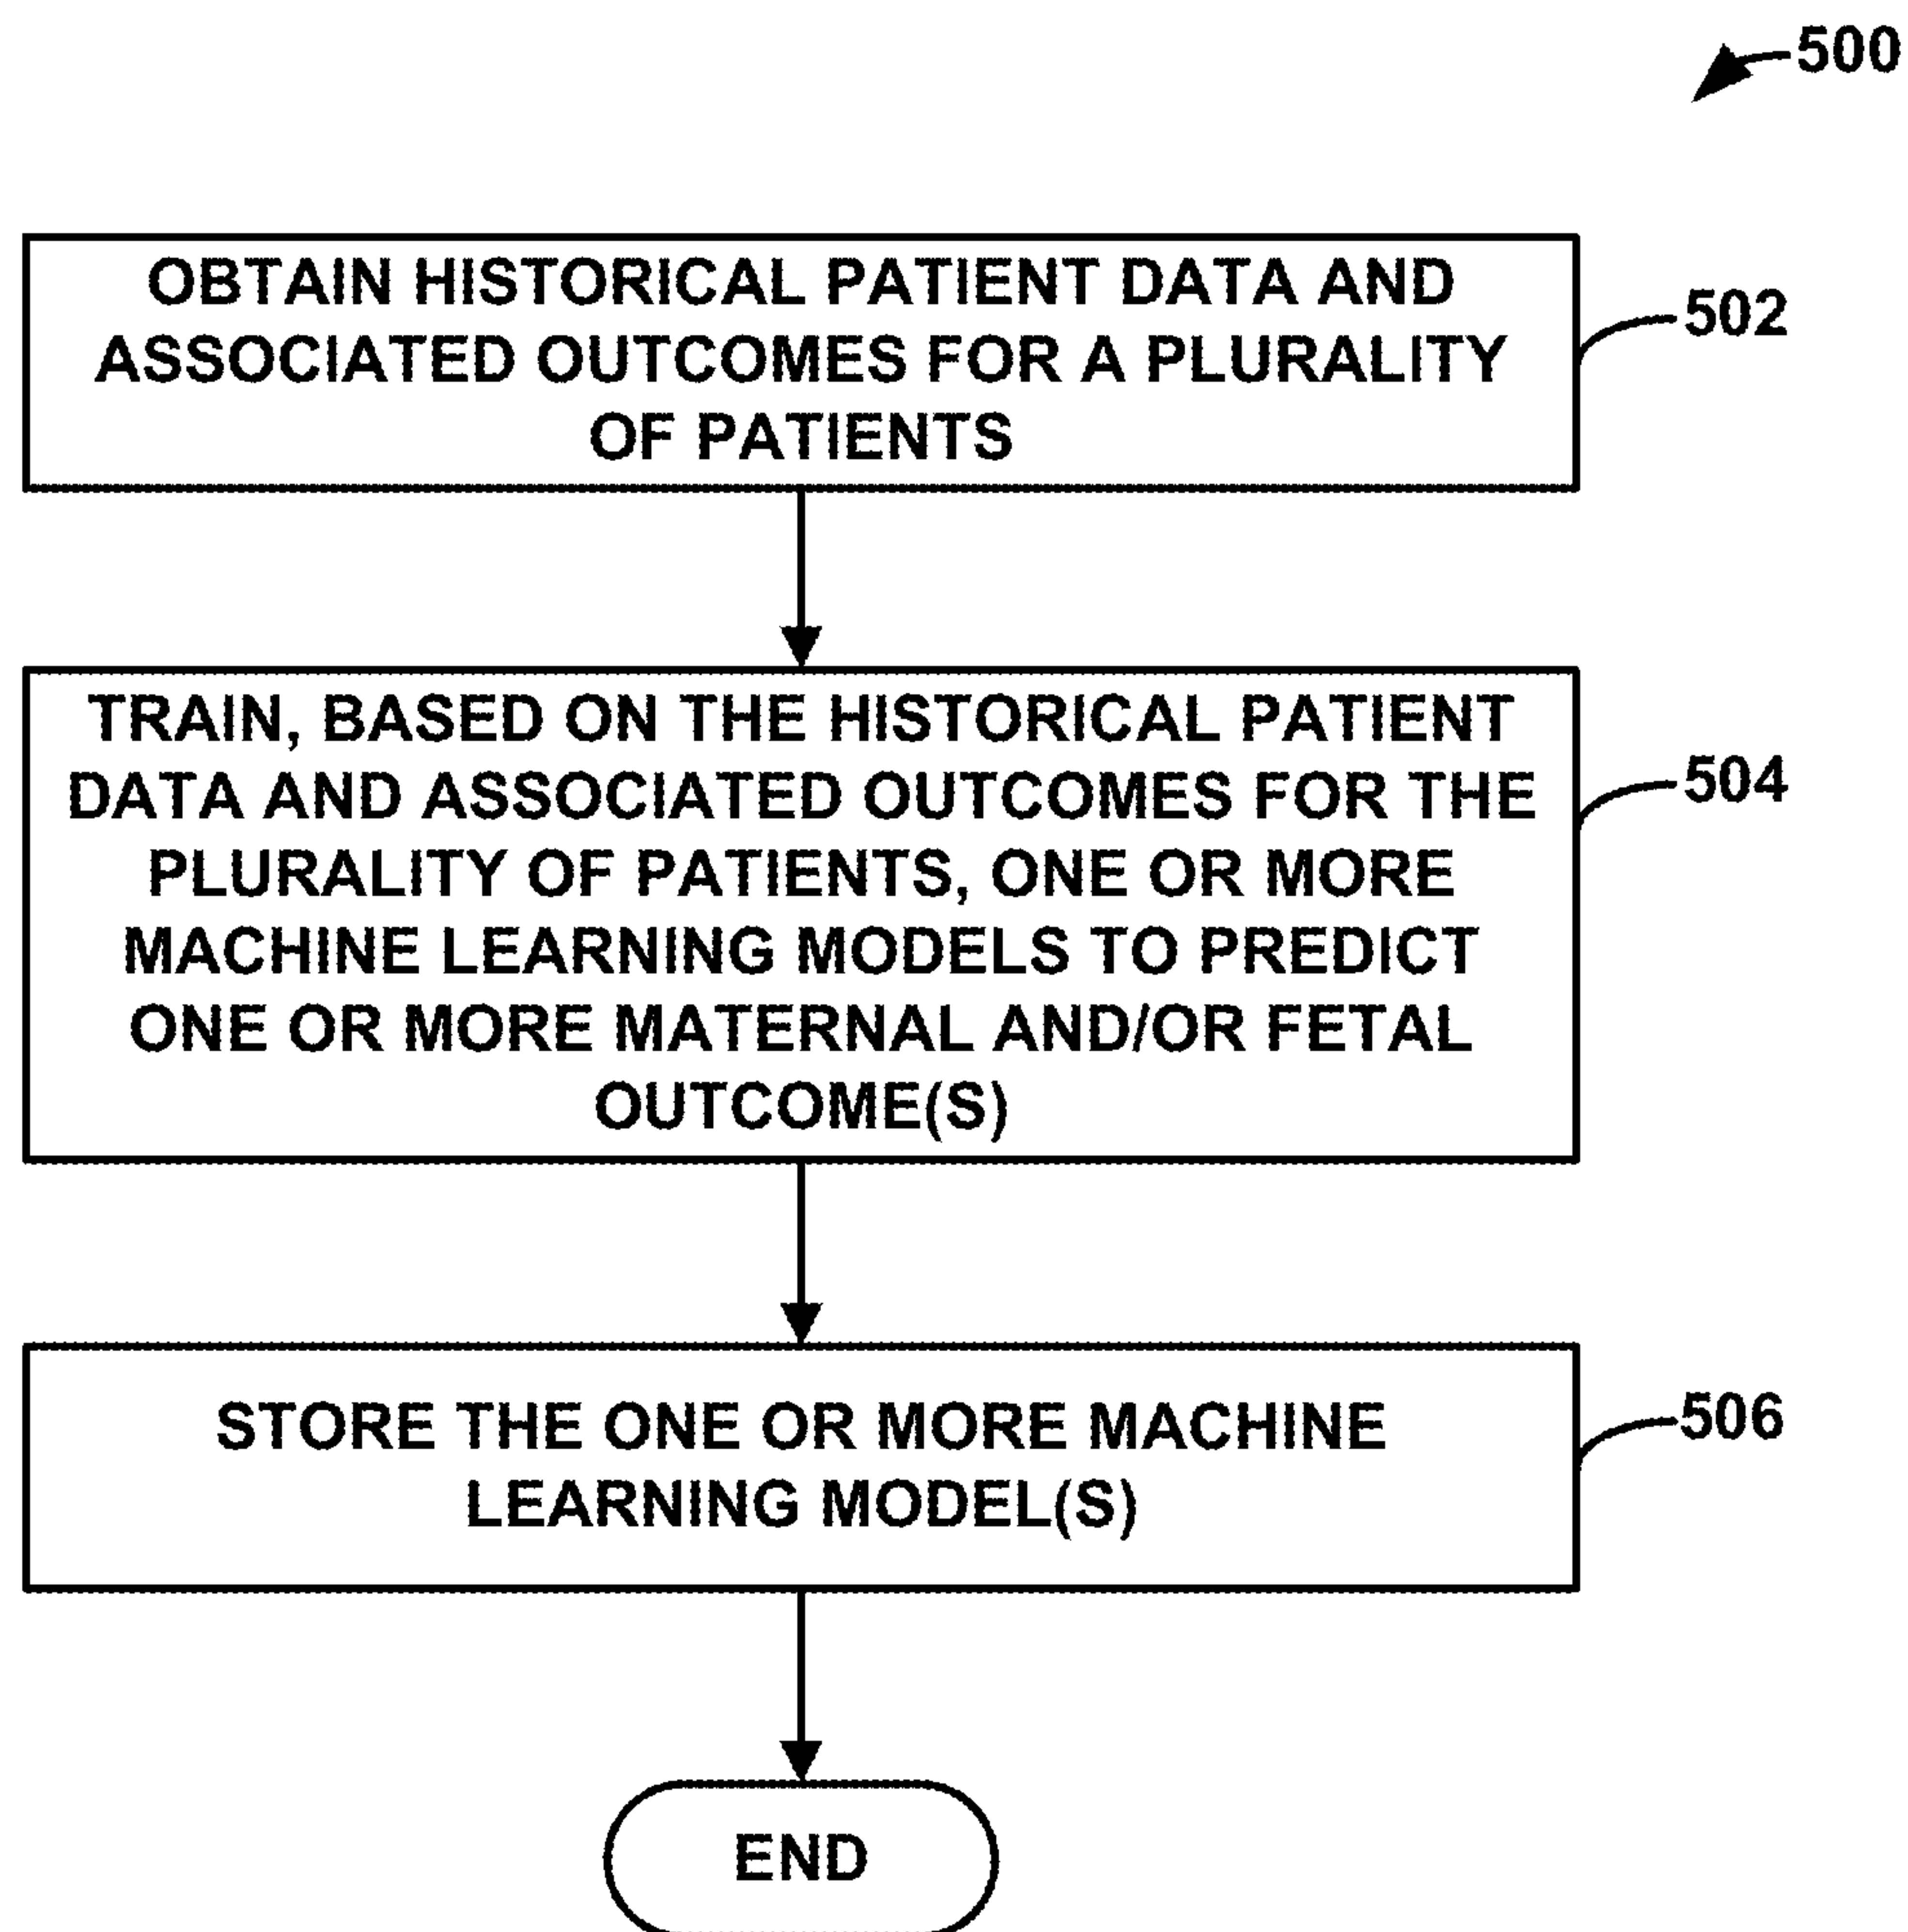 500
OBTAIN HISTORICAL PATIENT DATA AND
ASSOCIATED OUTCOMES FOR A PLURALITY
OF PATIENTS
502
TRAIN, BASED ON THE HISTORICAL PATIENT
DATA AND ASSOCIATED OUTCOMES FOR THE
PLURALITY OF PATIENTS, ONE OR MORE
MACHINE LEARNING MODELS TO PREDICT
ONE OR MORE MATERNAL AND/OR FETAL
OUTCOME(S)
504
STORE THE ONE OR MORE MACHINE
LEARNING MODEL(S)
506
END